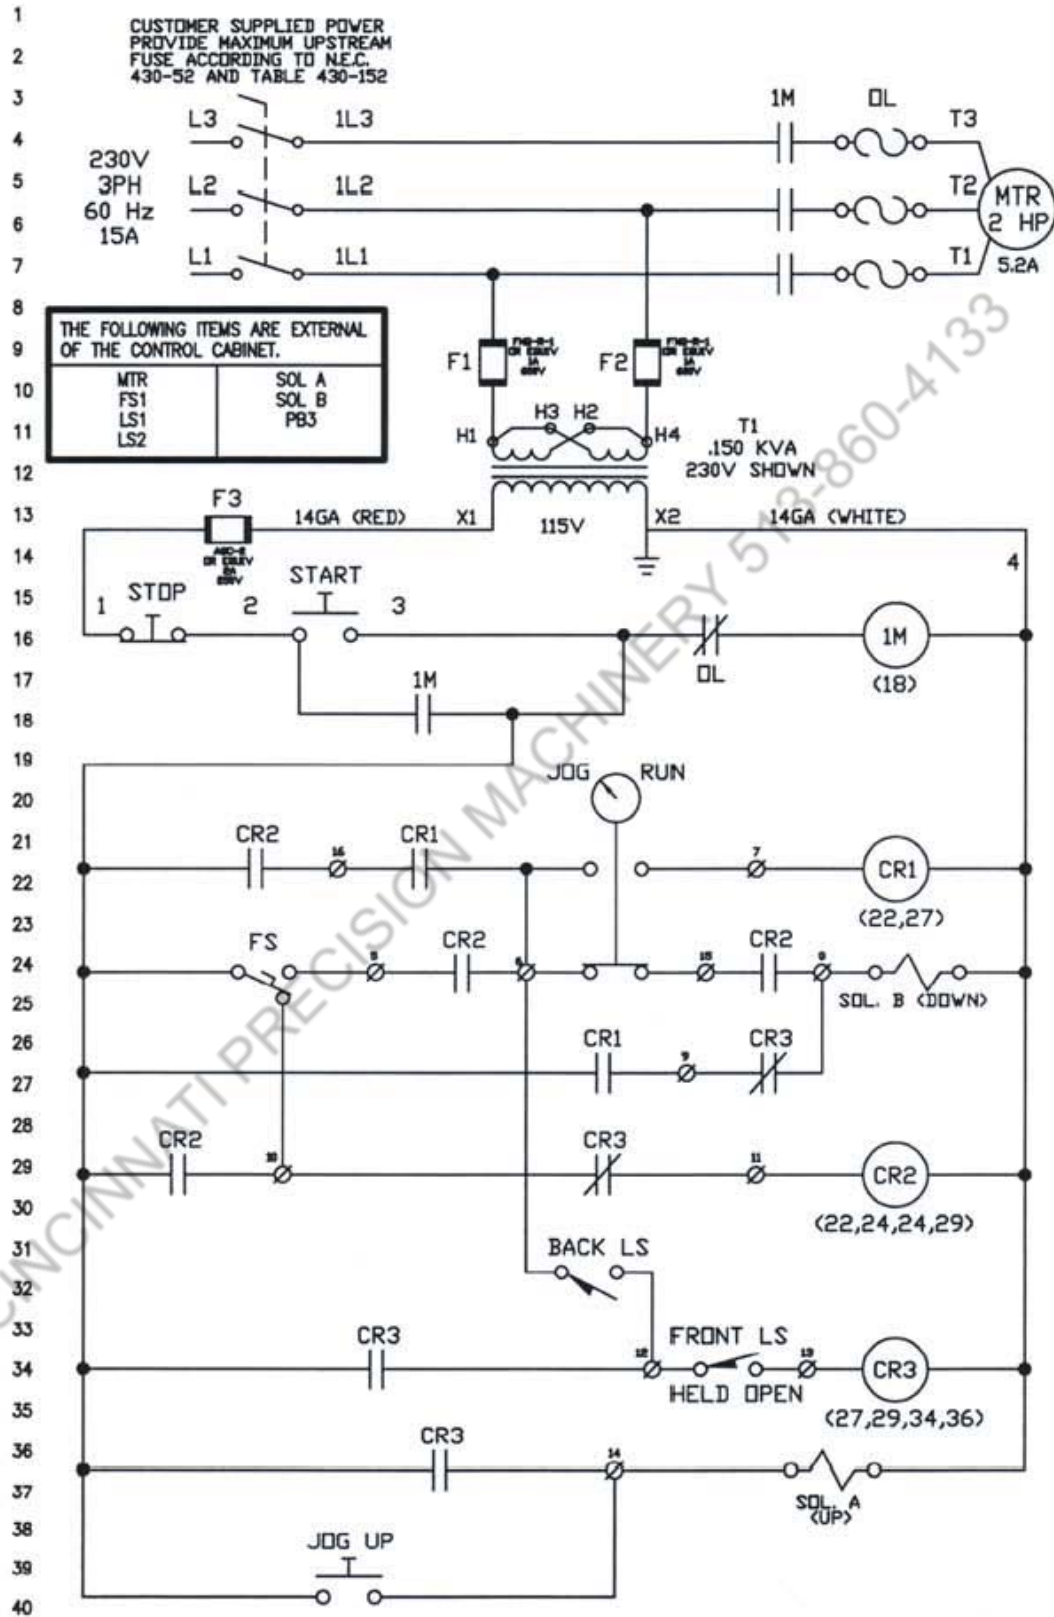 1
CUSTOMER SUPPLIED POWER
PROVIDE MAXIMUM UPSTREAM
2
FUSE ACCORDING TO N.E.C.
430-52 AND TABLE 430-152
3
1M OL T3
L3 1L3
4
230V
3PH
60 Hz
15A
5
L2 1L2 T2
MTR
2 HP
6
L1 1L1 T1
5.2A
7
8
THE FOLLOWING ITEMS ARE EXTERNAL
OF THE CONTROL CABINET.
9
MTR SOL A
FS1 SOL B
LS1 PB3
LS2
F1
F2
10
H3 H2
11
H1 H4
T1
.150 KVA
230V SHOWN
12
F3
13
14GA (RED) X1 115V X2 14GA (WHITE)
14
4
START
15
1 STOP 2 3
16
1M
OL
(18)
17
1M
18
19
JOG RUN
20
21
CR2 16 CR1 7
CR1
22
(22,27)
23
FS CR2 CR2
24
5 6 15
SOL. B (DOWN)
25
26
CR1 CR3
27
9
28
CR2 CR3
29
10 11
CR2
30
(22,24,24,29)
31
BACK LS
32
33
CR3 FRONT LS
34
12 13
CR3
HELD OPEN
35
(27,29,34,36)
CR3
36
14
37
SOL. A
(UP)
38
JOG UP
39
40
CINCINNATI PRECISION MACHINERY 513-860-4133